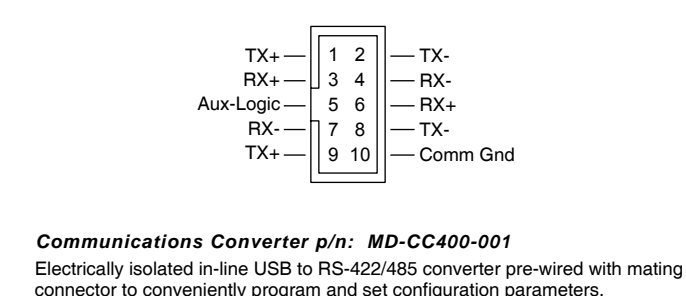 TX+ 1 2 TX-
RX+ 3 4 RX-
Aux-Logic 5 6 RX+
RX- 7 8 TX-
TX+ 9 10 Comm Gnd
Communications Converter p/n: MD-CC400-001
Electrically isolated in-line USB to RS-422/485 converter pre-wired with mating
connector to conveniently program and set configuration parameters.